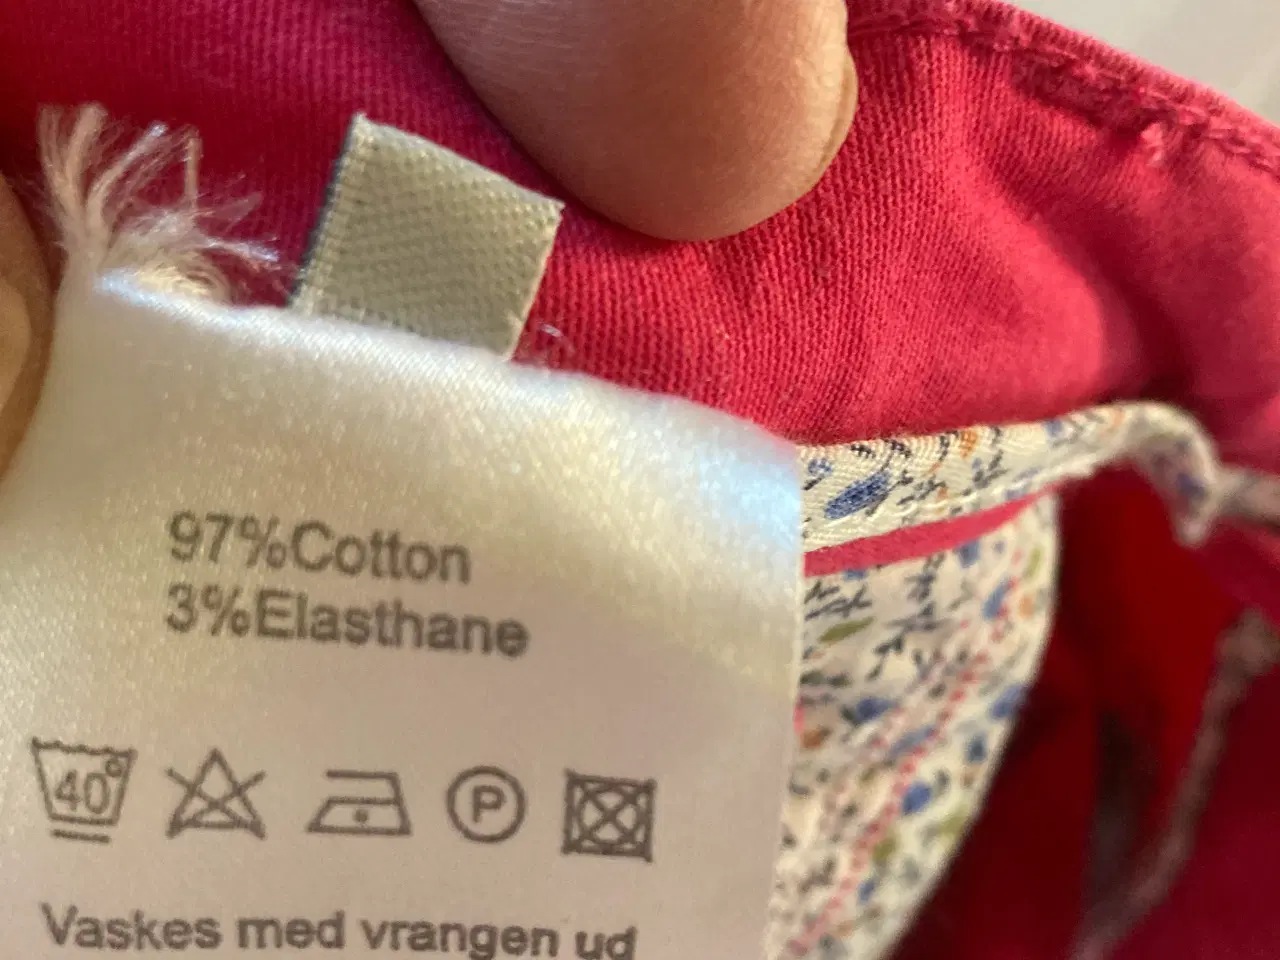 97%Cotton
3%Elasthane
40° P
Vaskes med vrangen ud